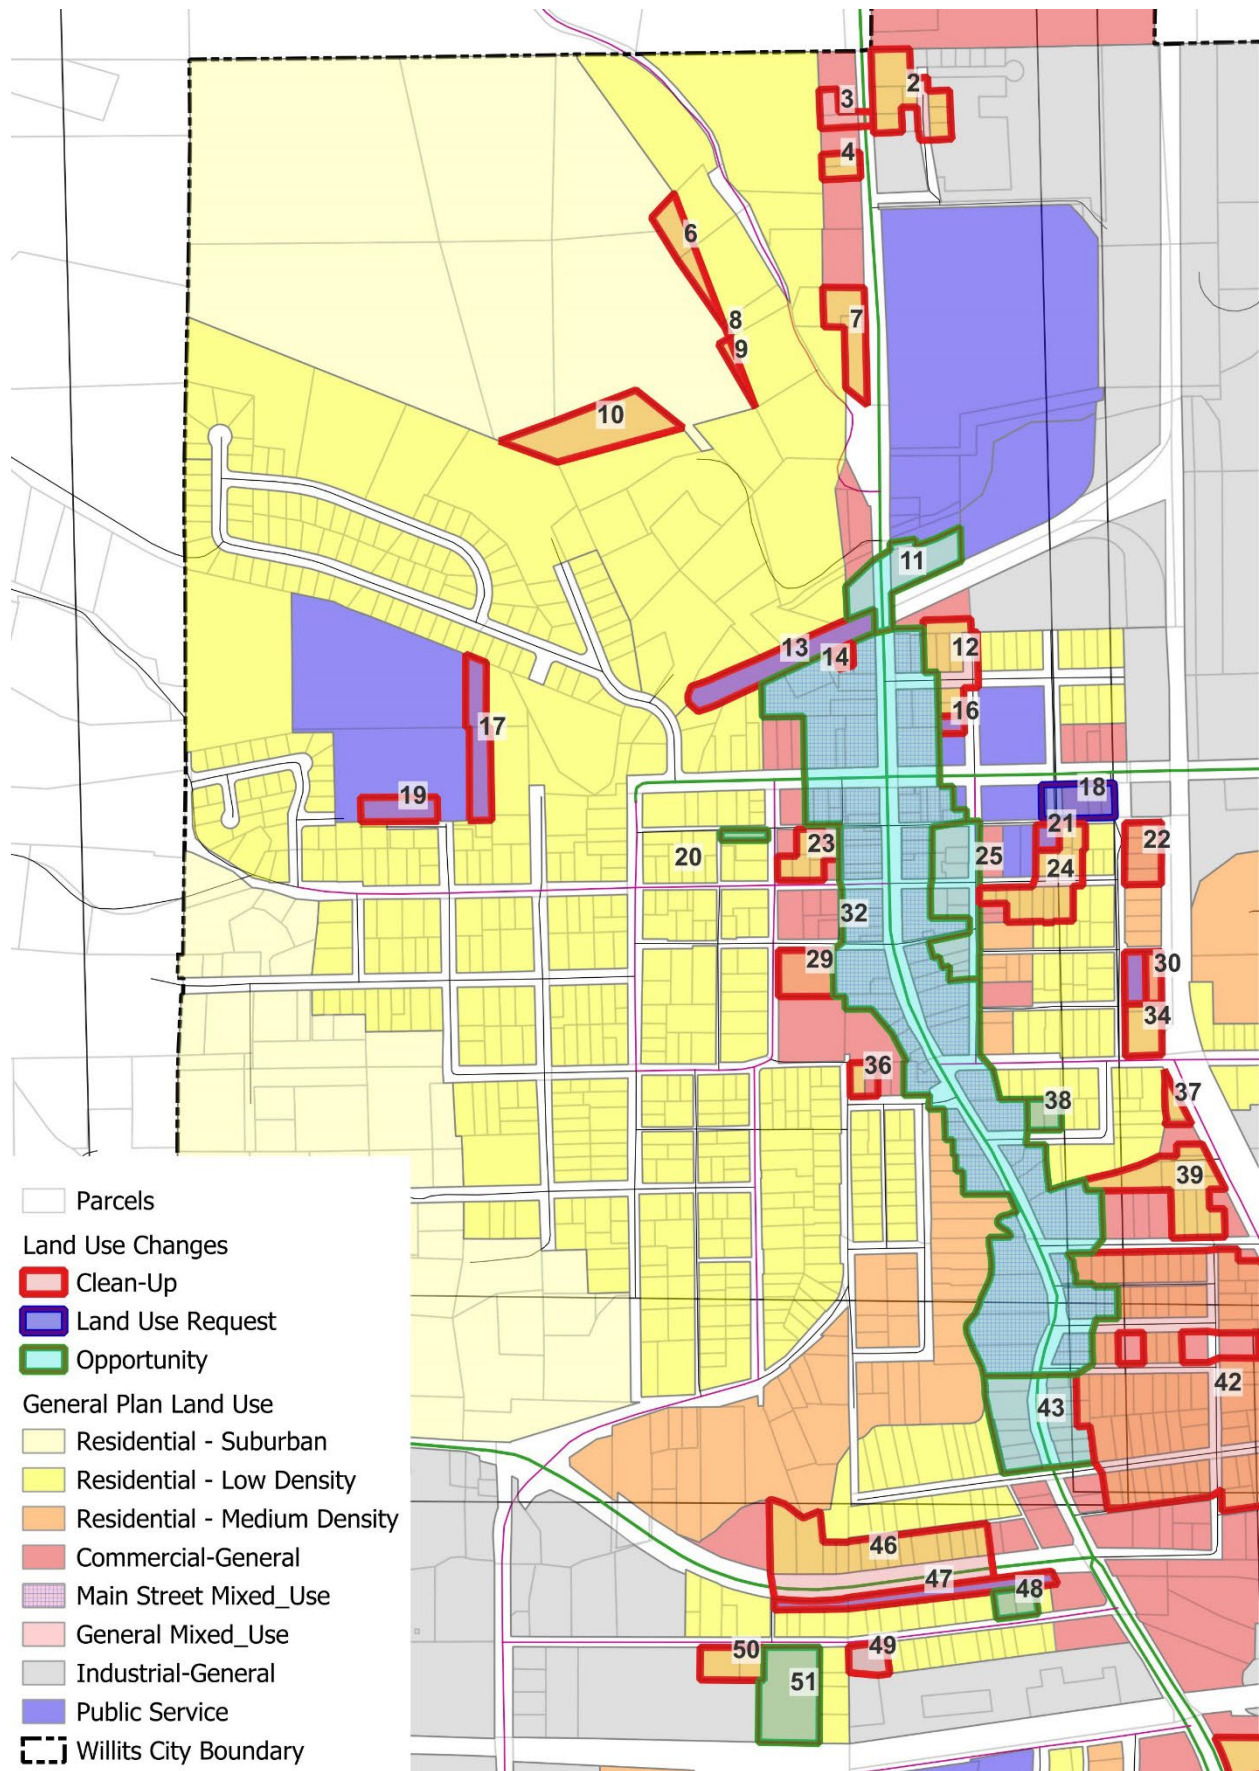 2
3
4
6
7
8
9
10
11
12
13
14
16
17
18
19
21
22
23
20
25
24
32
29
30
34
36
37
38
39
42
43
46
47
48
49
50
51
Parcels
Land Use Changes
Clean-Up
Land Use Request
Opportunity
General Plan Land Use
Residential - Suburban
Residential - Low Density
Residential - Medium Density
Commercial-General
Main Street Mixed_Use
General Mixed_Use
Industrial-General
Public Service
Willits City Boundary